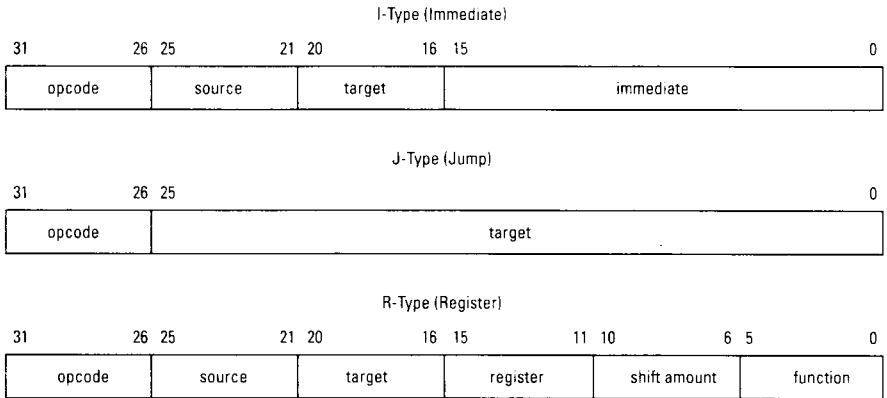 I-Type (Immediate)
31 26 25 21 20 16 15 0
opcode source target immediate
J-Type (Jump)
31 26 25 0
opcode target
R-Type (Register)
31 26 25 21 20 16 15 11 10 6 5 0
opcode source target register shift amount function